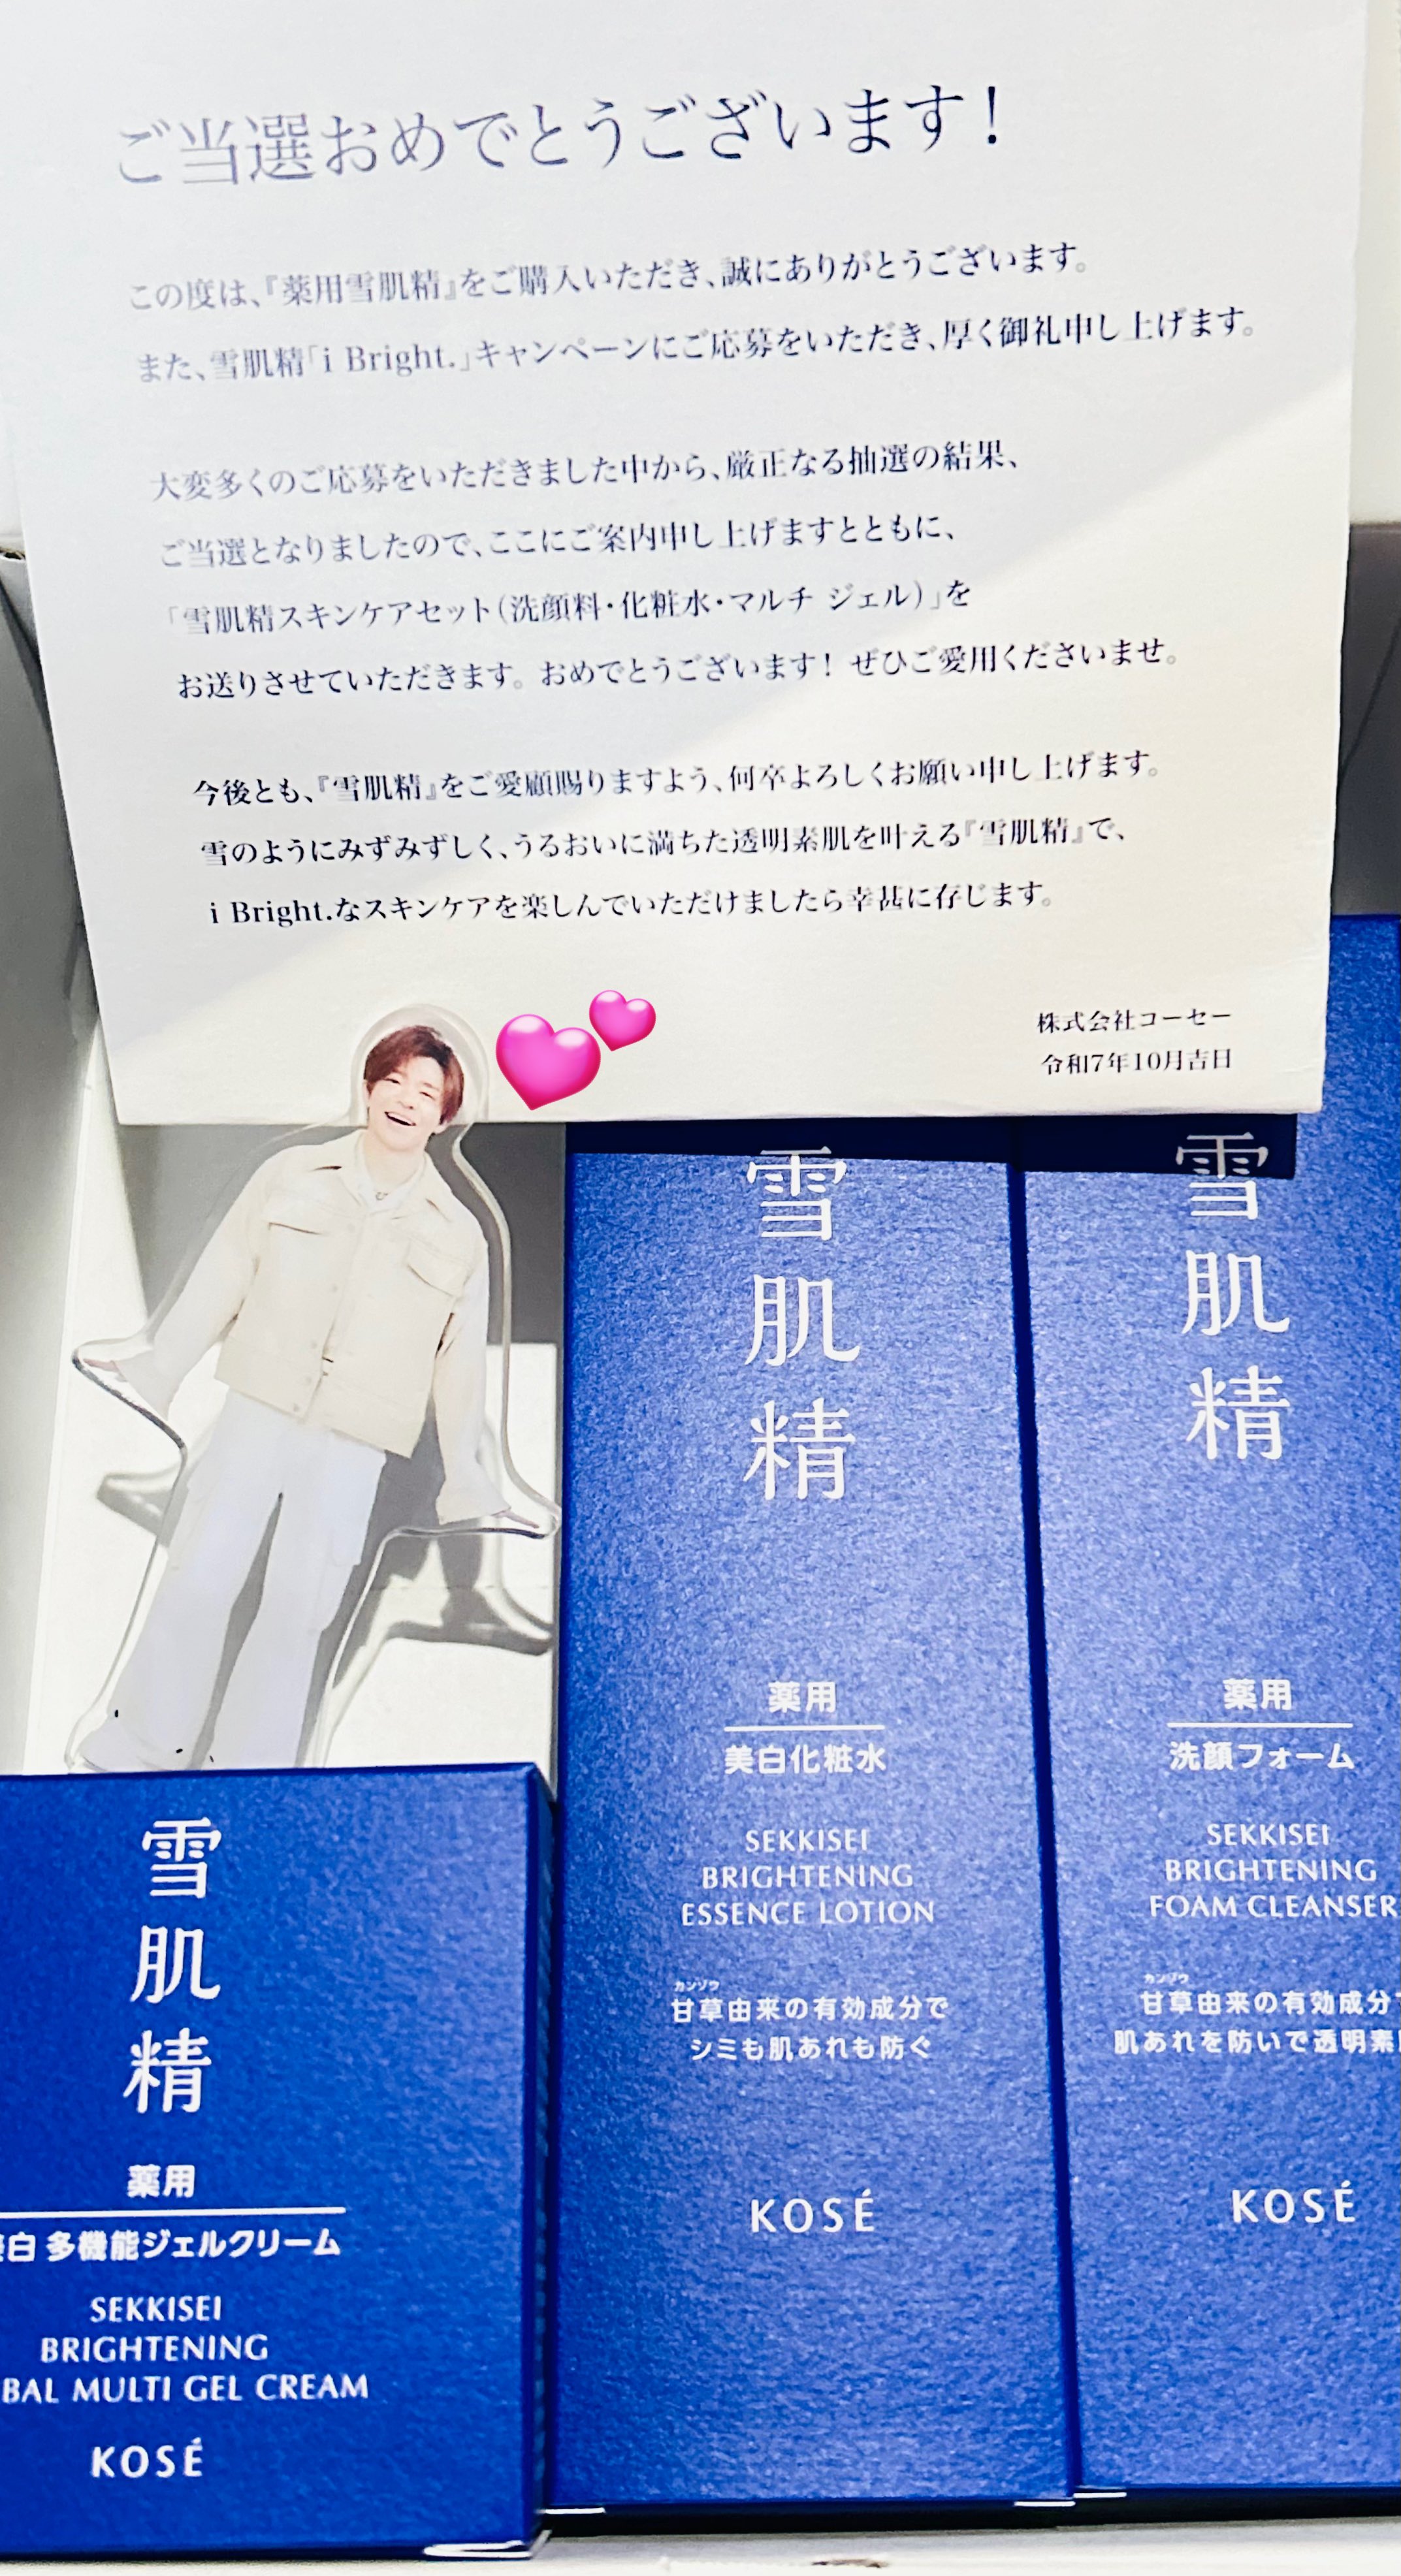 ご当選おめでとうございます!
この度は、『薬用雪肌精』をご購入いただき、誠にありがとうございます。
また、雪肌精「i Bright.」キャンペーンにご応募をいただき、厚く御礼申し上げます。
大変多くのご応募をいただきました中から、厳正なる抽選の結果、
ご当選となりましたので、ここにご案内申し上げますとともに、
「雪肌精スキンケアセット(洗顔料・化粧水・マルチ ジェル)」を
お送りさせていただきます。おめでとうございます! ぜひご愛用くださいませ。
今後とも、『雪肌精』をご愛顧賜りますよう、何卒よろしくお願い申し上げます。
雪のようにみずみずしく、うるおいに満ちた透明素肌を叶える『雪肌精』で、
i Bright.なスキンケアを楽しんでいただけましたら幸甚に存じます。
株式会社コーセー
令和7年10月吉日
雪肌精
薬用
美白化粧水
SEKKISEI
BRIGHTENING
ESSENCE LOTION
カンゾウ
甘草由来の有効成分で
シミも肌あれも防ぐ
KOSÉ
雪肌精
薬用
洗顔フォーム
SEKKISEI
BRIGHTENING
FOAM CLEANSER
カンゾウ
甘草由来の有効成分で
肌あれを防いで透明素
KOSÉ
雪肌精
薬用
白 多機能ジェルクリーム
SEKKISEI
BRIGHTENING
BAL MULTI GEL CREAM
KOSÉ